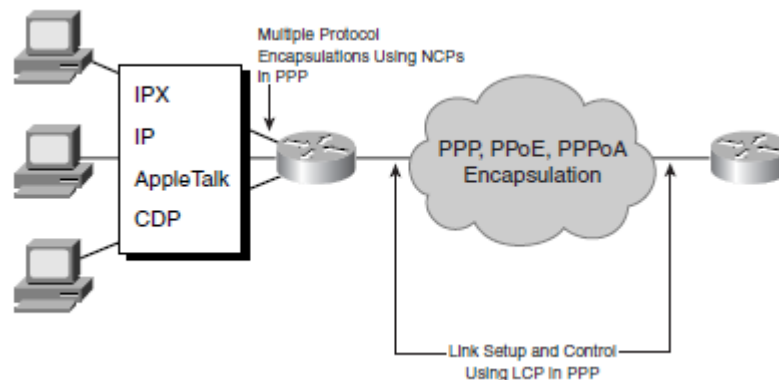 Multiple Protocol
Encapsulations Using NCPs
In PPP
IPX
IP
AppleTalk
CDP
PPP, PPoE, PPPoA
Encapsulation
Link Setup and Control
Using LCP In PPP